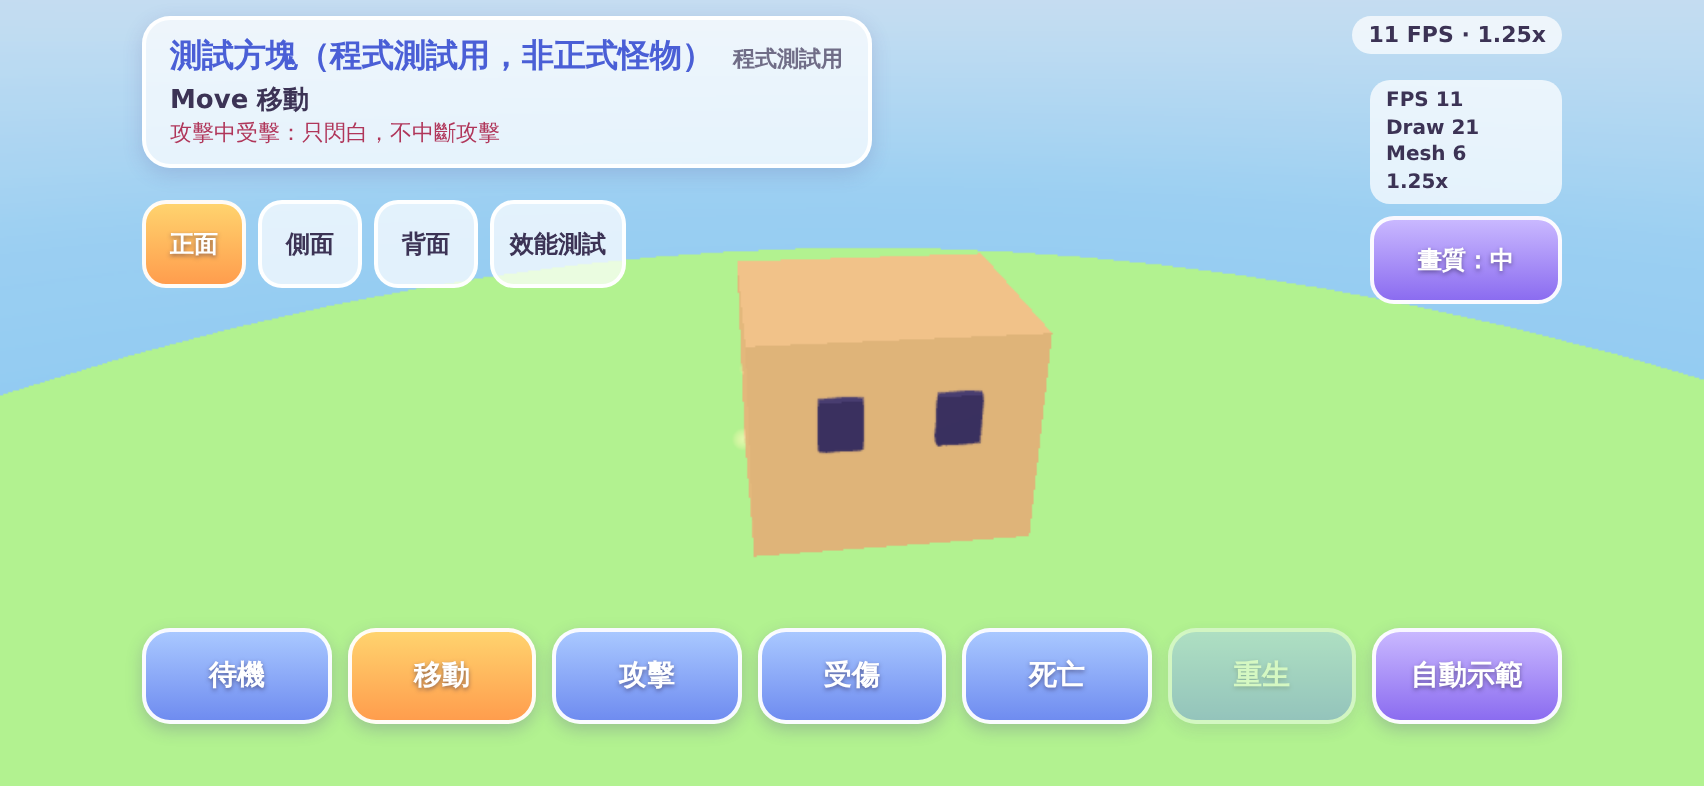 測試方塊（程式測試用，非正式怪物） 程式測試用
Move 移動
攻擊中受擊：只閃白，不中斷攻擊
11 FPS · 1.25x
FPS 11
Draw 21
Mesh 6
1.25x
正面 側面 背面 效能測試
畫質：中
待機 移動 攻擊 受傷 死亡 重生 自動示範